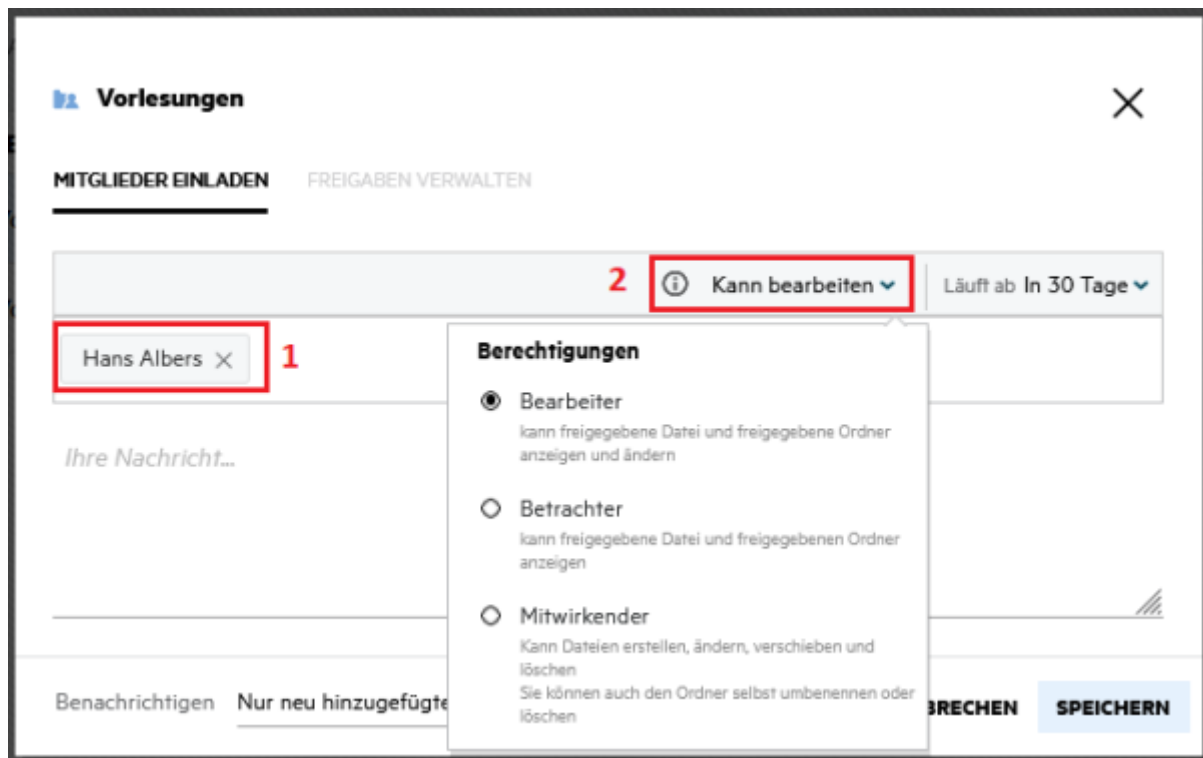 Vorlesungen
MITGLIEDER EINLADEN FREIGABEN VERWALTEN
2 Kann bearbeiten Läuft ab In 30 Tage
Hans Albers 1
Ihre Nachricht...
Berechtigungen
Bearbeiter
kann freigegebene Datei und freigegebene Ordner
anzeigen und ändern
Betrachter
kann freigegebene Datei und freigegebenen Ordner
anzeigen
Mitwirkender
Kann Dateien erstellen, ändern, verschieben und
löschen
Sie können auch den Ordner selbst umbenennen oder
löschen
Benachrichtigen Nur neu hinzugefügte BRECHEN SPEICHERN